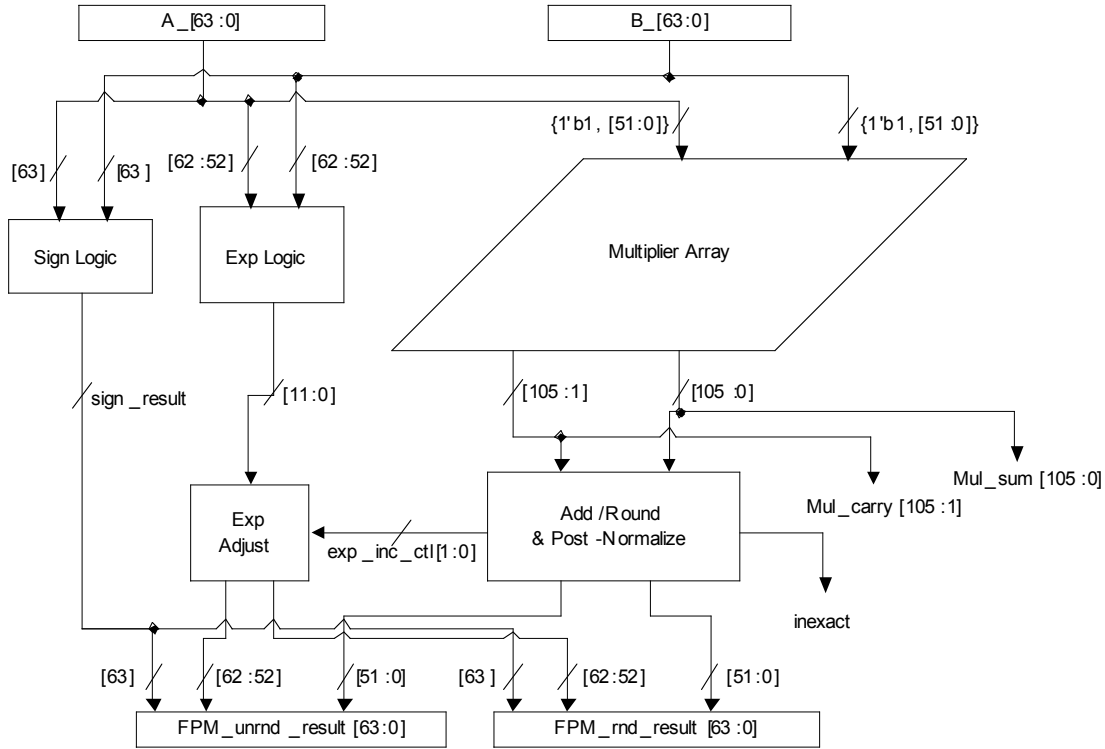 A_[63:0]
B_[63:0]
{1'b1, [51:0]}
{1'b1, [51:0]}
[63]
[63]
[62:52]
[62:52]
Sign Logic
Exp Logic
Multiplier Array
sign_result
[11:0]
[105:1]
[105:0]
Mul_sum [105:0]
Mul_carry [105:1]
Exp
Adjust
exp_inc_ctl[1:0]
Add/Round
& Post-Normalize
inexact
[63]
[62:52]
[51:0]
[63]
[62:52]
[51:0]
FPM_unrnd_result [63:0]
FPM_rnd_result [63:0]